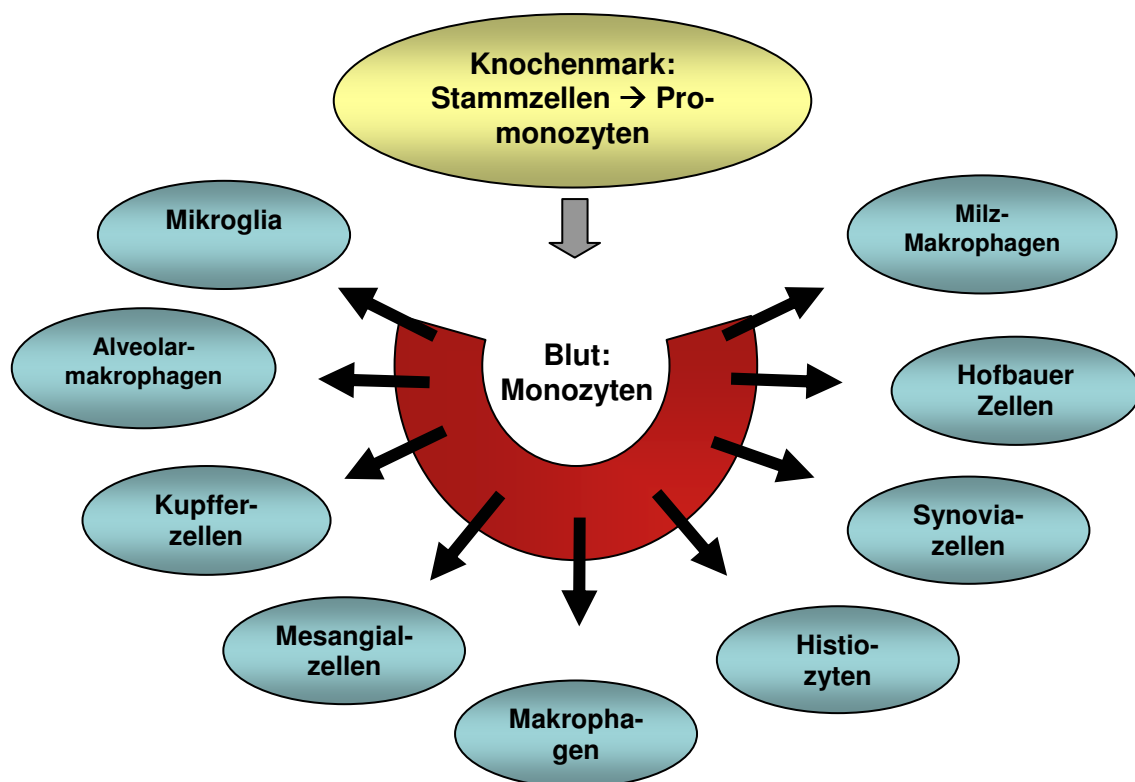 Knochenmark:
Stammzellen → Pro-
monozyten
Mikroglia
Milz-
Makrophagen
Alveolar-
makrophagen
Blut:
Monozyten
Hofbauer
Zellen
Kupffer-
zellen
Synovia-
zellen
Mesangial-
zellen
Histio-
zyten
Makropha-
gen